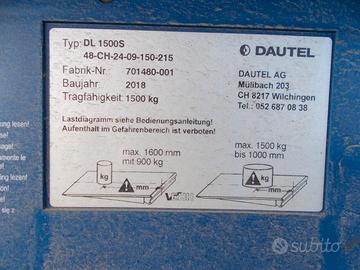 Typ: DL 1500S
48-CH-24-09-150-215
Fabrik-Nr 701480-001
Baujahr: 2018
Tragfähigkeit: 1500 kg
DAUTEL
DAUTEL AG
Mülibach 203
CH 8217 Wilchingen
Tel: 052 687 08 38
Lastdiagramm siehe Bedienungsanleitung!
Aufenthalt im Gefahrenbereich ist verboten!
max. 1600 mm
mit 900 kg
max. 1500 kg
bis 1000 mm
kg
mm
kg
mm
subito